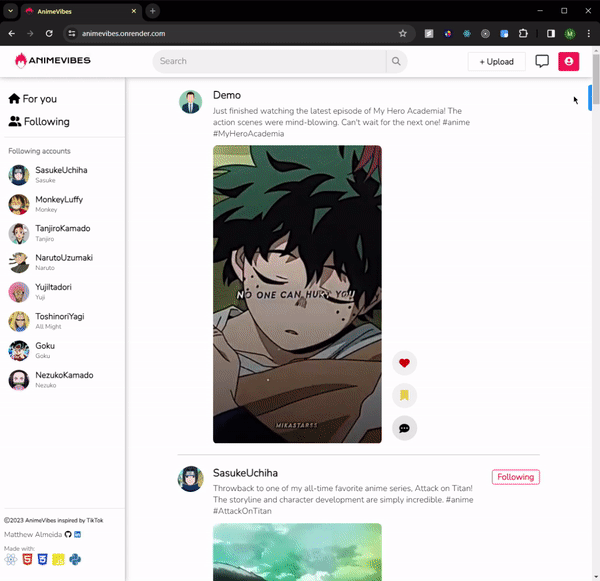 AnimeVibes
animevibes.onrender.com
M
ANIMEVIBES
Search
+ Upload
For you
Following
Following accounts
SasukeUchiha
Sasuke
MonkeyLuffy
Monkey
TanjiroKamado
Tanjiro
NarutoUzumaki
Naruto
YujiItadori
Yuji
ToshinoriYagi
All Might
Goku
Goku
NezukoKamado
Nezuko
©2023 AnimeVibes inspired by TikTok
Matthew Almeida
Made with:
Demo
Just finished watching the latest episode of My Hero Academia! The
action scenes were mind-blowing. Can't wait for the next one! #anime
#MyHeroAcademia
NO ONE CAN HURT YOU
MIKASTARSS
SasukeUchiha
Following
Throwback to one of my all-time favorite anime series, Attack on Titan!
The storyline and character development are simply incredible. #anime
#AttackOnTitan